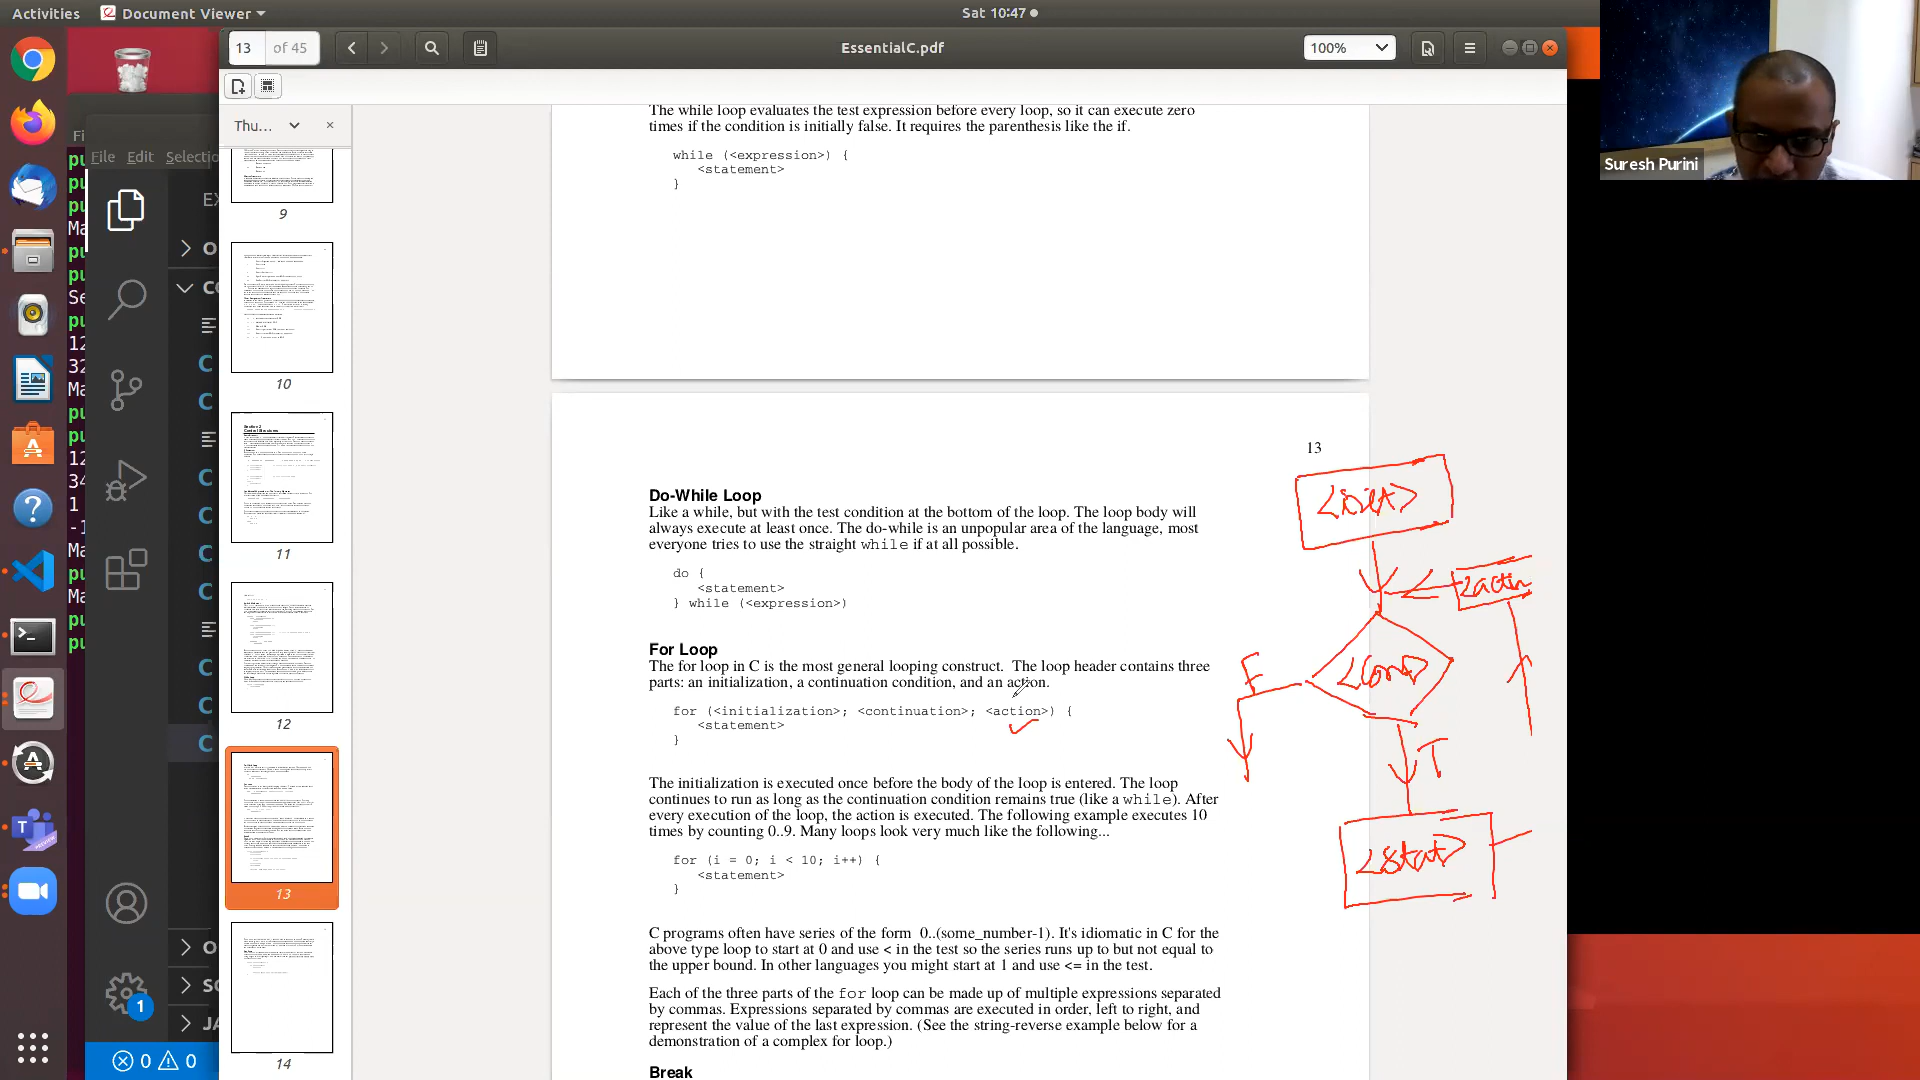 Activities
Document Viewer
Sat 10:47
13 of 45
EssentialC.pdf
100%
Suresh Purini
Thu...
File Edit Selectio
9
10
11
12
13
14
The while loop evaluates the test expression before every loop, so it can execute zero
times if the condition is initially false. It requires the parenthesis like the if.
while (<expression>) {
<statement>
}
13
Do-While Loop
Like a while, but with the test condition at the bottom of the loop. The loop body will
always execute at least once. The do-while is an unpopular area of the language, most
everyone tries to use the straight while if at all possible.
do {
<statement>
} while (<expression>)
For Loop
The for loop in C is the most general looping construct. The loop header contains three
parts: an initialization, a continuation condition, and an action.
for (<initialization>; <continuation>; <action>) {
<statement>
}
The initialization is executed once before the body of the loop is entered. The loop
continues to run as long as the continuation condition remains true (like a while). After
every execution of the loop, the action is executed. The following example executes 10
times by counting 0..9. Many loops look very much like the following...
for (i = 0; i < 10; i++) {
<statement>
}
C programs often have series of the form 0..(some_number-1). It's idiomatic in C for the
above type loop to start at 0 and use < in the test so the series runs up to but not equal to
the upper bound. In other languages you might start at 1 and use <= in the test.
Each of the three parts of the for loop can be made up of multiple expressions separated
by commas. Expressions separated by commas are executed in order, left to right, and
represent the value of the last expression. (See the string-reverse example below for a
demonstration of a complex for loop.)
Break
<init>
<actin
<Cond>
F
T
<stat>
0 0
1